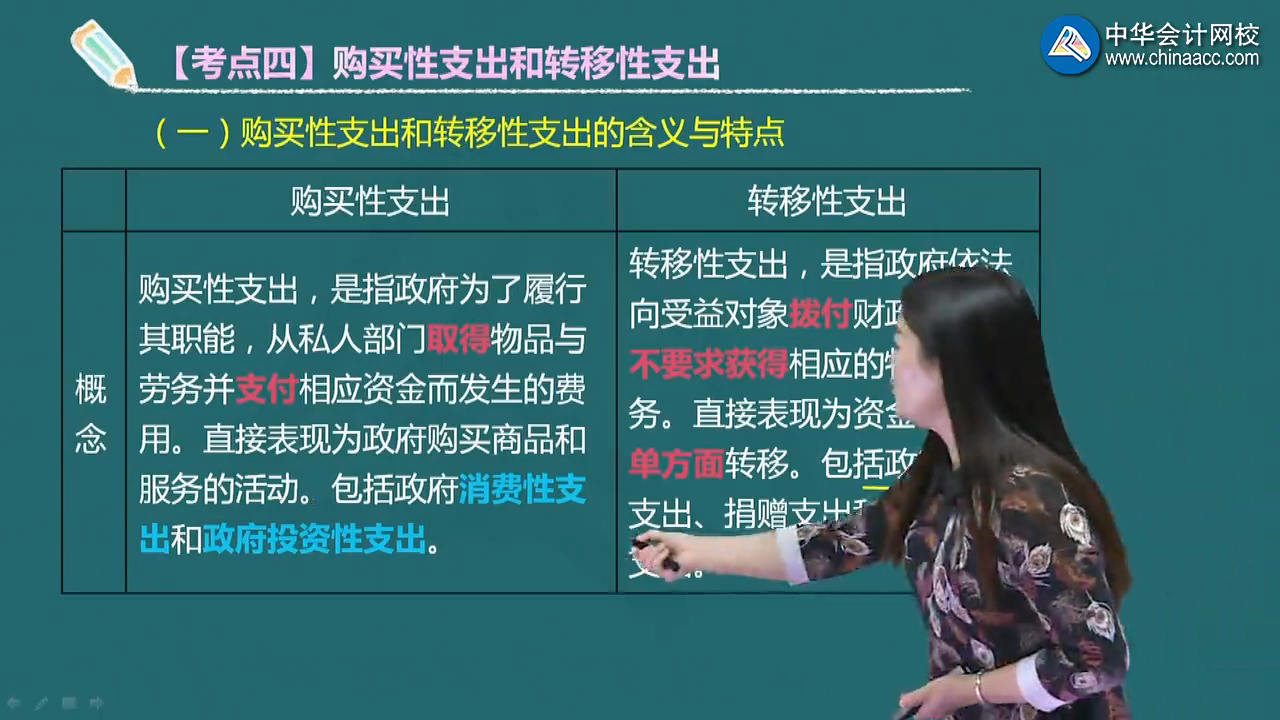 【考点四】购买性支出和转移性支出
中华会计网校
www.chinaacc.com
（一）购买性支出和转移性支出的含义与特点
购买性支出
转移性支出
概
念
购买性支出，是指政府为了履行
其职能，从私人部门取得物品与
劳务并支付相应资金而发生的费
用。直接表现为政府购买商品和
服务的活动。包括政府消费性支
出和政府投资性支出。
转移性支出，是指政府依法
向受益对象拨付财政
不要求获得相应的物
务。直接表现为资金
单方面转移。包括政
支出、捐赠支出和